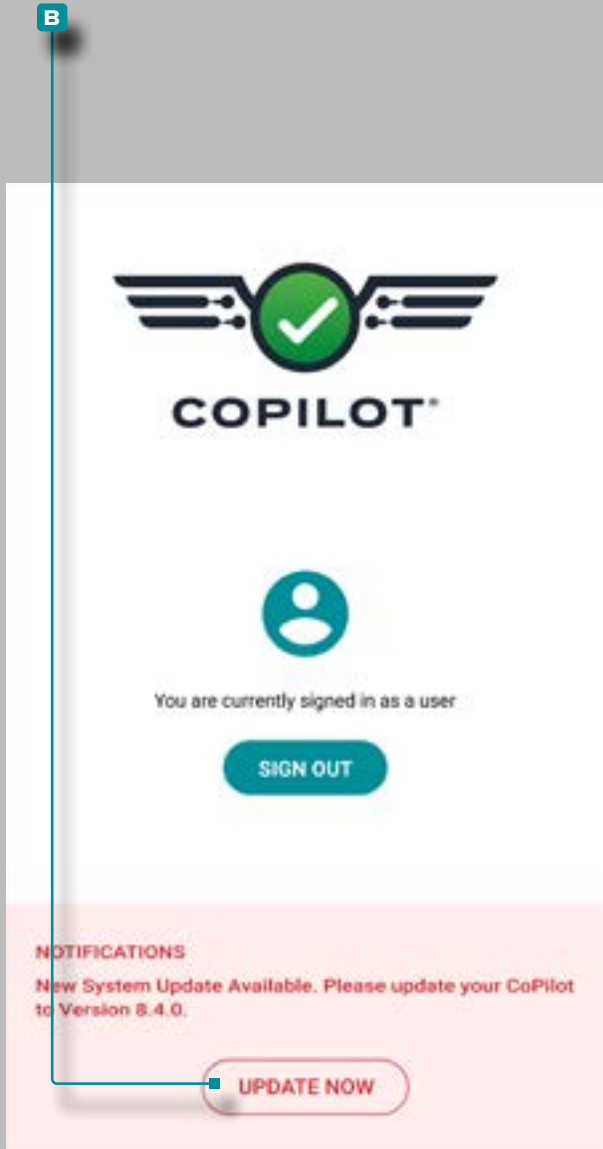 B
COPILOT®
You are currently signed in as a user
SIGN OUT
NOTIFICATIONS
New System Update Available. Please update your CoPilot
to Version 8.4.0.
UPDATE NOW